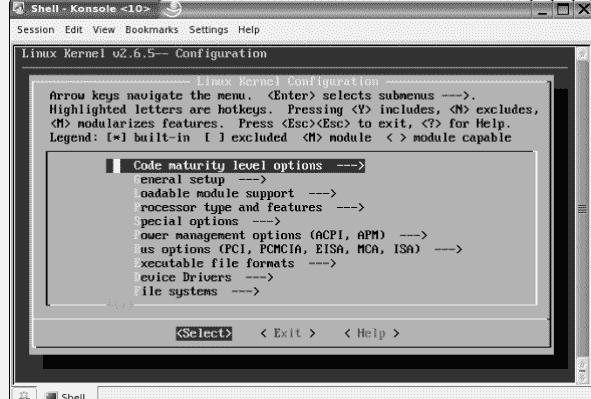 Shell - Konsole <10>
Session Edit View Bookmarks Settings Help
Linux Kernel v2.6.5-- Configuration
Linux Kernel Configuration
Arrow keys navigate the menu. <Enter> selects submenus --->.
Highlighted letters are hotkeys. Pressing <Y> includes, <N> excludes,
<M> modularizes features. Press <Esc><Esc> to exit, <?> for Help.
Legend: [*] built-in [ ] excluded <M> module < > module capable
Code maturity level options --->
General setup --->
Loadable module support --->
Processor type and features --->
Special options --->
Power management options (ACPI, APM) --->
Bus options (PCI, PCMCIA, EISA, MCA, ISA) --->
Executable file formats --->
Device Drivers --->
File systems --->
<Select> < Exit > < Help >
Shell